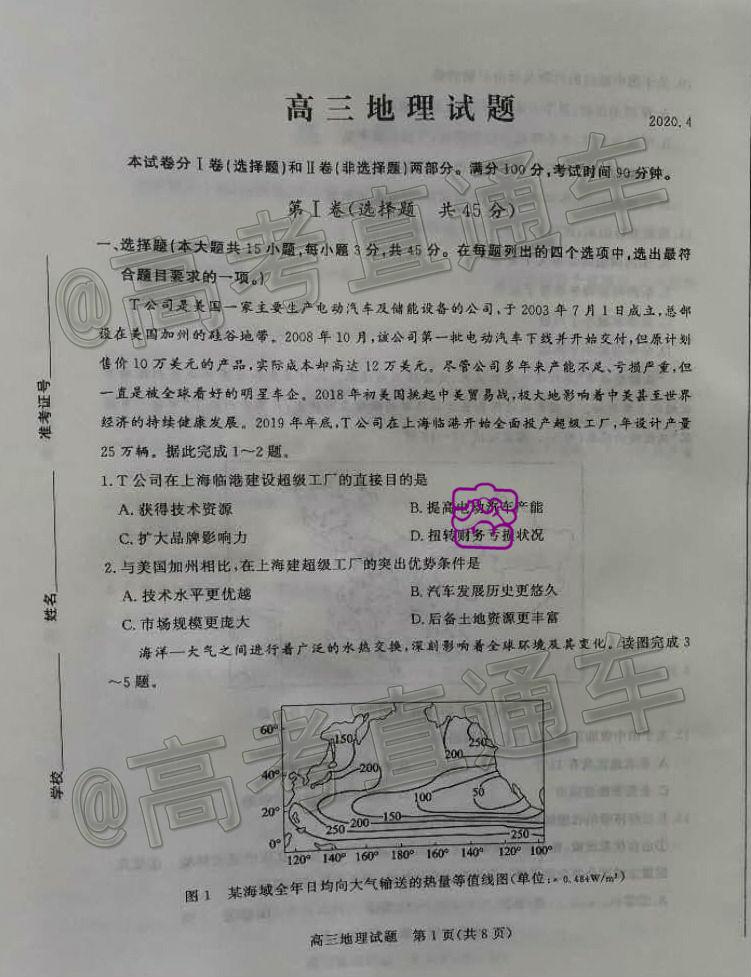 高三地理试题
2020.4
本试卷分Ⅰ卷(选择题)和Ⅱ卷(非选择题)两部分。满分100分,考试时间90分钟。
第Ⅰ卷(选择题 共45分)
一、选择题(本大题共15小题,每小题3分,共45分。在每题列出的四个选项中,选出最符
合题目要求的一项。)
T公司是美国一家主要生产电动汽车及储能设备的公司,于2003年7月1日成立,总部
设在美国加州的硅谷地带。2008年10月,该公司第一批电动汽车下线并开始交付,但原计划
售价10万美元的产品,实际成本却高达12万美元。尽管公司多年来产能不足、亏损严重,但
一直是被全球看好的明星车企。2018年初美国挑起中美贸易战,极大地影响着中美甚至世界
经济的持续健康发展。2019年年底,T公司在上海临港开始全面投产超级工厂,年设计产量
25万辆。据此完成1~2题。
1.T公司在上海临港建设超级工厂的直接目的是
A.获得技术资源 B.提高电动汽车产能
C.扩大品牌影响力 D.扭转财务亏损状况
2.与美国加州相比,在上海建超级工厂的突出优势条件是
A.技术水平更优越 B.汽车发展历史更悠久
C.市场规模更庞大 D.后备土地资源更丰富
海洋—大气之间进行着广泛的水热交换,深刻影响着全球环境及其变化。读图完成3
~5题。
60°
40°
20°
0°
150
200
250
200
100
50
250
200
150
250
120° 140° 160° 180° 160° 140° 120° 100°
图1 某海域全年日均向大气输送的热量等值线图(单位:×0.484W/m²)
高三地理试题 第1页(共8页)
准考证号
姓名
学校
@高考直通车
@高考直通车